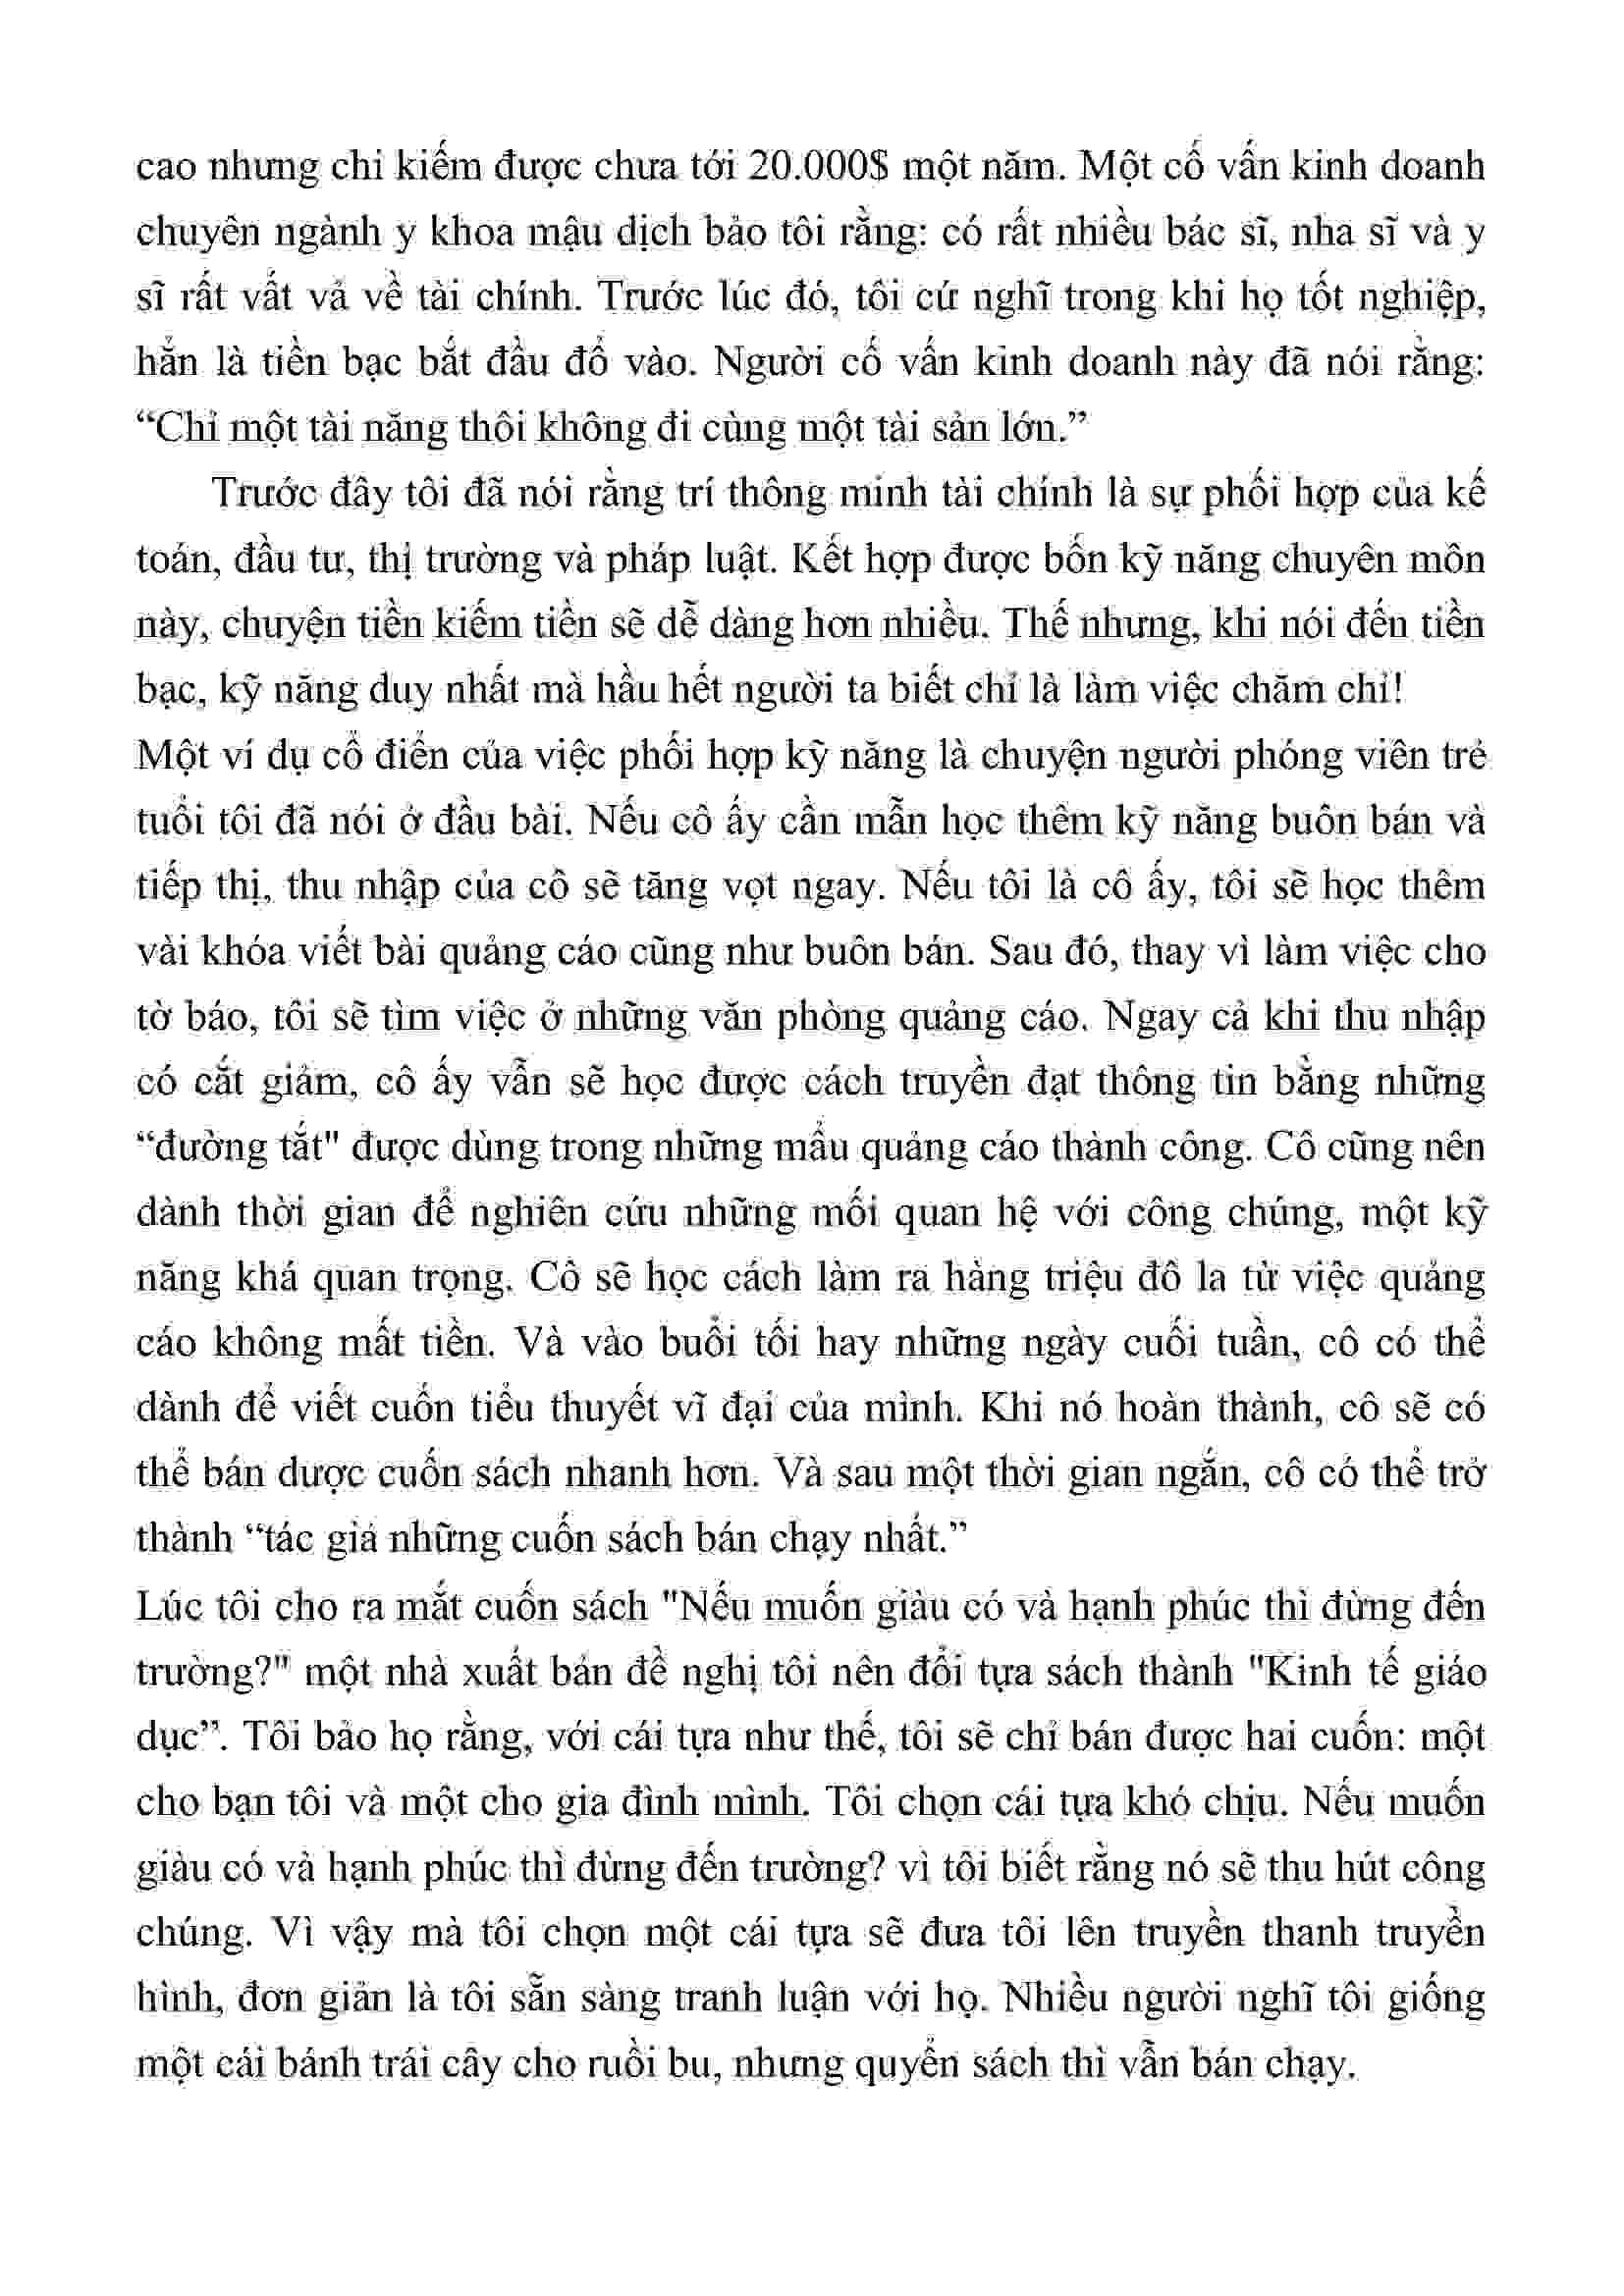 cao nhưng chỉ kiếm được chưa tới 20.000$ một năm. Một cố vấn kinh doanh
chuyên ngành y khoa mậu dịch bảo tôi rằng: có rất nhiều bác sĩ, nha sĩ và y
sĩ rất vất vả về tài chính. Trước lúc đó, tôi cứ nghĩ trong khi họ tốt nghiệp,
hẳn là tiền bạc bắt đầu đổ vào. Người cố vấn kinh doanh này đã nói rằng:
“Chỉ một tài năng thôi không đi cùng một tài sản lớn.”
Trước đây tôi đã nói rằng trí thông minh tài chính là sự phối hợp của kế
toán, đầu tư, thị trường và pháp luật. Kết hợp được bốn kỹ năng chuyên môn
này, chuyện tiền kiếm tiền sẽ dễ dàng hơn nhiều. Thế nhưng, khi nói đến tiền
bạc, kỹ năng duy nhất mà hầu hết người ta biết chỉ là làm việc chăm chỉ!
Một ví dụ cổ điển của việc phối hợp kỹ năng là chuyện người phóng viên trẻ
tuổi tôi đã nói ở đầu bài. Nếu cô ấy cần mẫn học thêm kỹ năng buôn bán và
tiếp thị, thu nhập của cô sẽ tăng vọt ngay. Nếu tôi là cô ấy, tôi sẽ học thêm
vài khóa viết bài quảng cáo cũng như buôn bán. Sau đó, thay vì làm việc cho
tờ báo, tôi sẽ tìm việc ở những văn phòng quảng cáo. Ngay cả khi thu nhập
có cắt giảm, cô ấy vẫn sẽ học được cách truyền đạt thông tin bằng những
“đường tắt" được dùng trong những mẩu quảng cáo thành công. Cô cũng nên
dành thời gian để nghiên cứu những mối quan hệ với công chúng, một kỹ
năng khá quan trọng. Cô sẽ học cách làm ra hàng triệu đô la từ việc quảng
cáo không mất tiền. Và vào buổi tối hay những ngày cuối tuần, cô có thể
dành để viết cuốn tiểu thuyết vĩ đại của mình. Khi nó hoàn thành, cô sẽ có
thể bán dược cuốn sách nhanh hơn. Và sau một thời gian ngắn, cô có thể trở
thành “tác giả những cuốn sách bán chạy nhất.”
Lúc tôi cho ra mắt cuốn sách "Nếu muốn giàu có và hạnh phúc thì đừng đến
trường?" một nhà xuất bản đề nghị tôi nên đổi tựa sách thành "Kinh tế giáo
dục”. Tôi bảo họ rằng, với cái tựa như thế, tôi sẽ chỉ bán được hai cuốn: một
cho bạn tôi và một cho gia đình mình. Tôi chọn cái tựa khó chịu. Nếu muốn
giàu có và hạnh phúc thì đừng đến trường? vì tôi biết rằng nó sẽ thu hút công
chúng. Vì vậy mà tôi chọn một cái tựa sẽ đưa tôi lên truyền thanh truyền
hình, đơn giản là tôi sẵn sàng tranh luận với họ. Nhiều người nghĩ tôi giống
một cái bánh trái cây cho ruồi bu, nhưng quyển sách thì vẫn bán chạy.